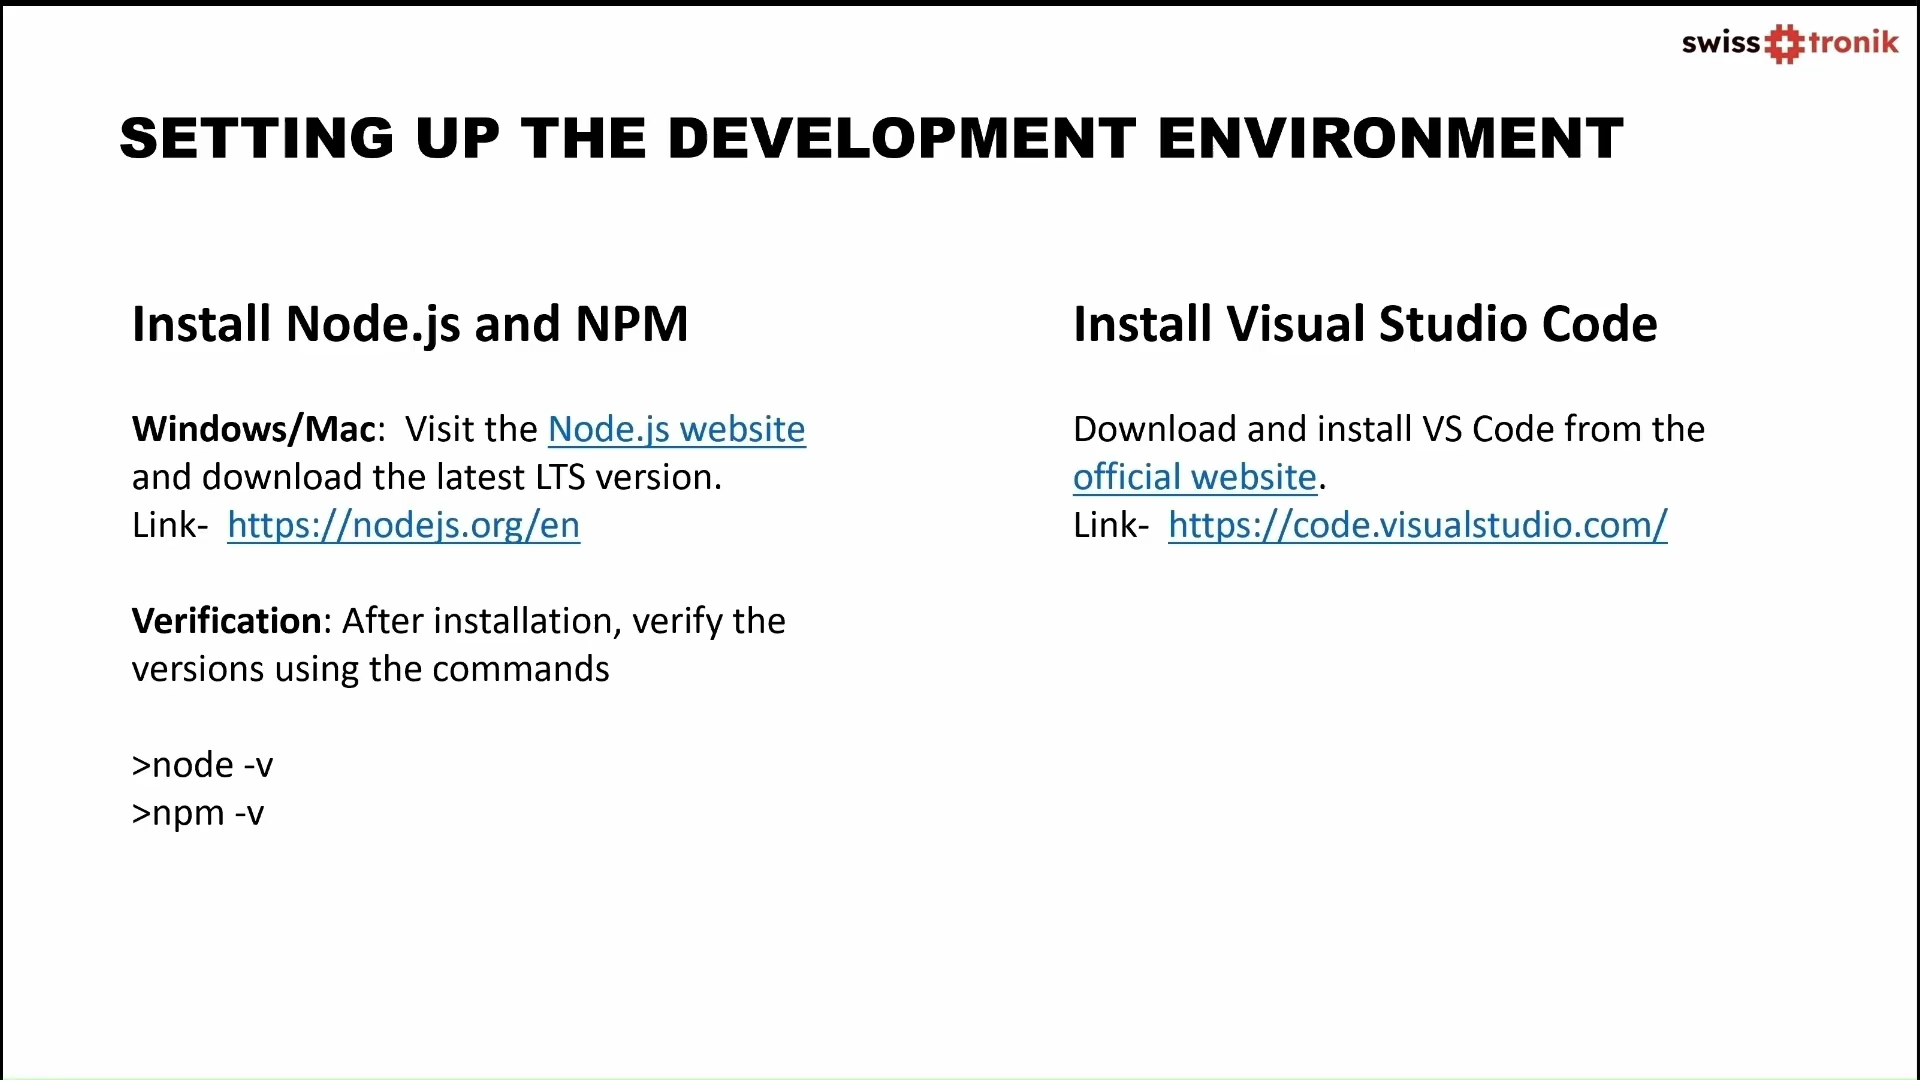 swiss tronik
SETTING UP THE DEVELOPMENT ENVIRONMENT
Install Node.js and NPM
Windows/Mac: Visit the Node.js website
and download the latest LTS version.
Link- https://nodejs.org/en
Verification: After installation, verify the
versions using the commands
>node -v
>npm -v
Install Visual Studio Code
Download and install VS Code from the
official website.
Link- https://code.visualstudio.com/